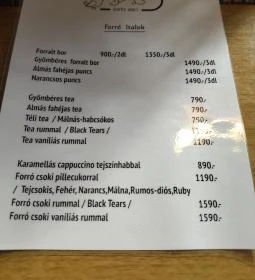 Forró Italok
Forralt bor 900.-/2dl 1350.-/3dl
Gyömbéres forralt bor 1490.-/3dl
Almás fahéjas puncs 1490.-/3dl
Narancsos puncs 1490.-/3dl
Gyömbéres tea 790.-
Almás fahéjas tea 790.-
Téli tea / Málnás-habcsókos 790.-
Tea rummal / Black Tears /
Tea vaníliás rummal 1190.-
Karamellás cappuccino tejszínhabbal 890.-
Forró csoki pillecukorral 1190.-
/ Tejcsokis, Fehér, Narancs,Málna,Rumos-diós,Ruby
Forró csoki rummal / Black Tears / 1590.-
Forró csoki vaníliás rummal 1590.-